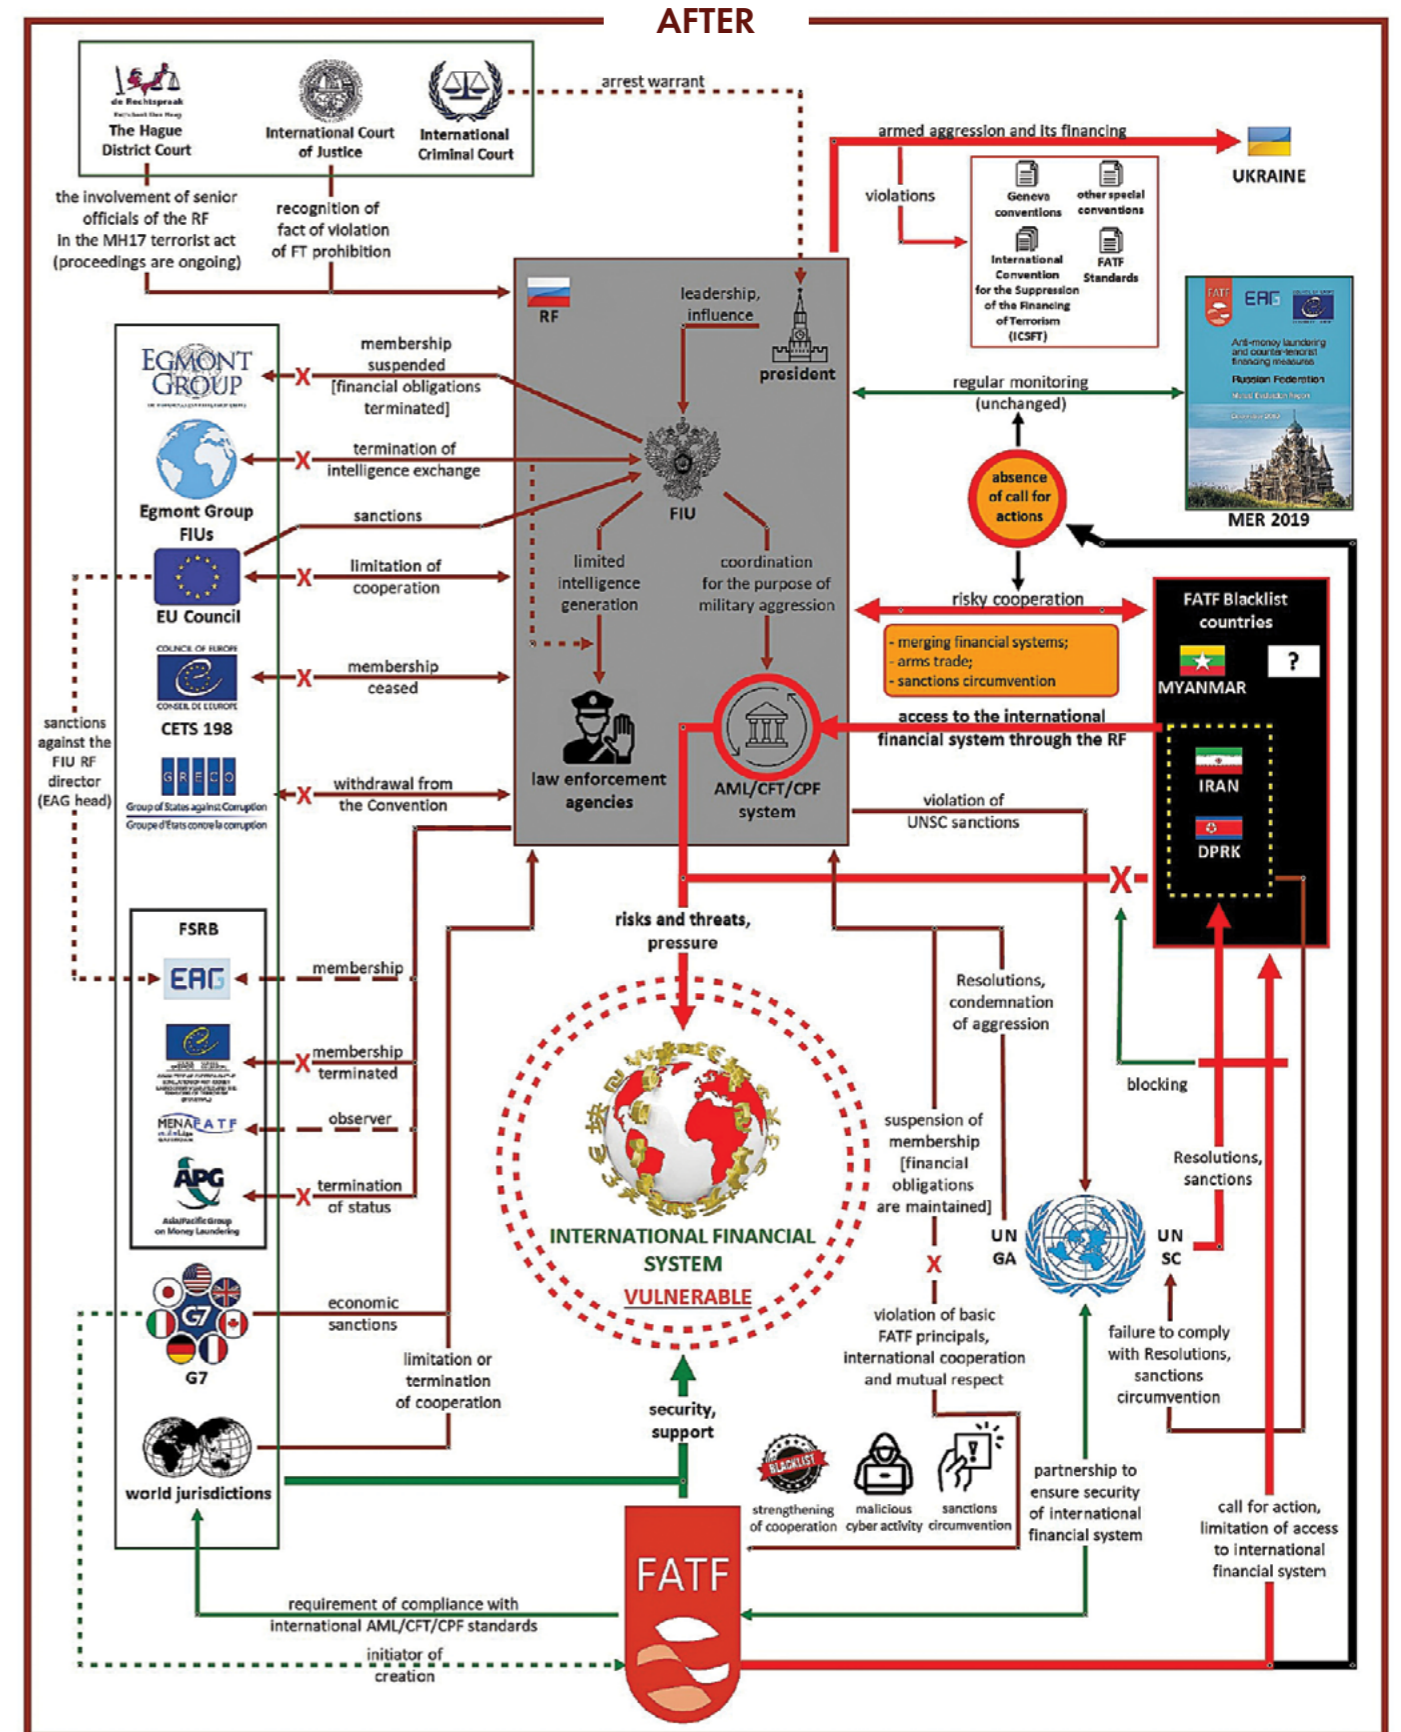 AFTER
de Rechtspraak
The Hague
District Court
International Court
of Justice
International
Criminal Court
arrest warrant
armed aggression and its financing
UKRAINE
violations
Geneva
conventions
other special
conventions
International
Convention
for the Suppression
of the Financing
of Terrorism
(ICSFT)
FATF
Standards
the involvement of senior
officials of the RF
in the MH17 terrorist act
(proceedings are ongoing)
recognition of
fact of violation
of FT prohibition
RF
leadership,
influence
president
FATF
EAG
Anti-money laundering
and counter-terrorist
financing measures
Russian Federation
Mutual Evaluation Report
December 2019
MER 2019
regular monitoring
(unchanged)
absence
of call for
actions
EGMONT
GROUP
membership
suspended
[financial obligations
terminated]
X
termination of
intelligence exchange
X
Egmont Group
FIUs
FIU
sanctions
limitation of
cooperation
X
EU Council
limited
intelligence
generation
coordination
for the purpose of
military aggression
risky cooperation
- merging financial systems;
- arms trade;
- sanctions circumvention
FATF Blacklist
countries
?
MYANMAR
IRAN
DPRK
COUNCIL OF EUROPE
CONSEIL DE L'EUROPE
CETS 198
membership
ceased
X
sanctions
against the
FIU RF
director
(EAG head)
GRECO
Group of States against Corruption
Groupe d'Etats contre la corruption
withdrawal from
the Convention
X
law enforcement
agencies
AML/CFT/CPF
system
access to the international
financial system through the RF
violation of
UNSC sanctions
X
risks and threats,
pressure
FSRB
EAG
membership
membership
terminated
X
MENAFATF
observer
APG
Asia/Pacific Group
on Money Laundering
termination
of status
X
Resolutions,
condemnation
of aggression
blocking
suspension of
membership
[financial
obligations
are maintained]
X
violation of basic
FATF principals,
international cooperation
and mutual respect
Resolutions,
sanctions
UN
GA
UN
SC
INTERNATIONAL FINANCIAL
SYSTEM
VULNERABLE
G7
G7
economic
sanctions
limitation or
termination
of cooperation
failure to comply
with Resolutions,
sanctions
circumvention
security,
support
world jurisdictions
BLACKLIST
strengthening
of cooperation
malicious
cyber activity
!
sanctions
circumvention
partnership to
ensure security
of international
financial system
call for action,
limitation of access
to international
financial system
FATF
requirement of compliance with
international AML/CFT/CPF standards
initiator of
creation